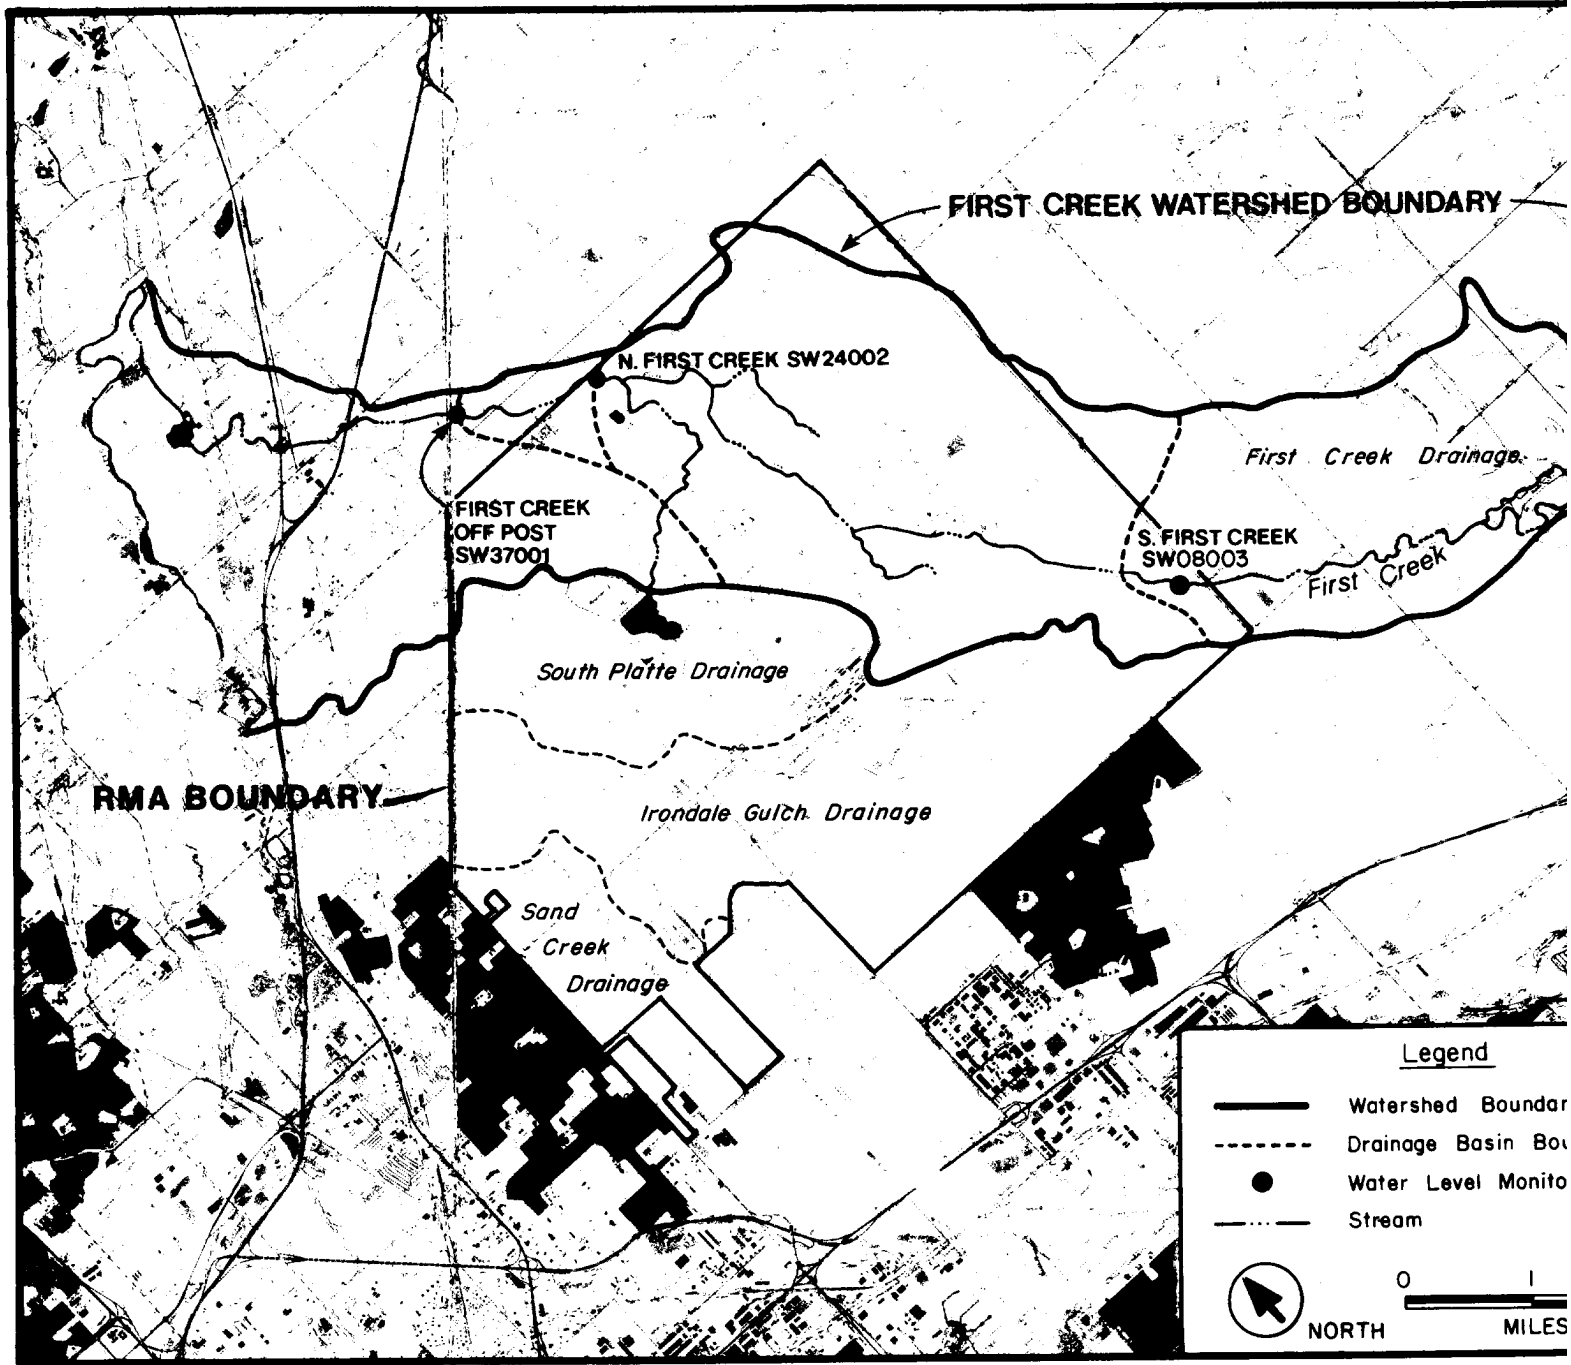 FIRST CREEK WATERSHED BOUNDARY
N. FIRST CREEK SW24002
First Creek Drainage
FIRST CREEK
OFF POST
SW37001
S. FIRST CREEK
SW08003
First Creek
South Platte Drainage
RMA BOUNDARY
Irondale Gulch Drainage
Sand
Creek
Drainage
Legend
Watershed Boundar
Drainage Basin Bou
Water Level Monito
Stream
0 1
NORTH
MILES